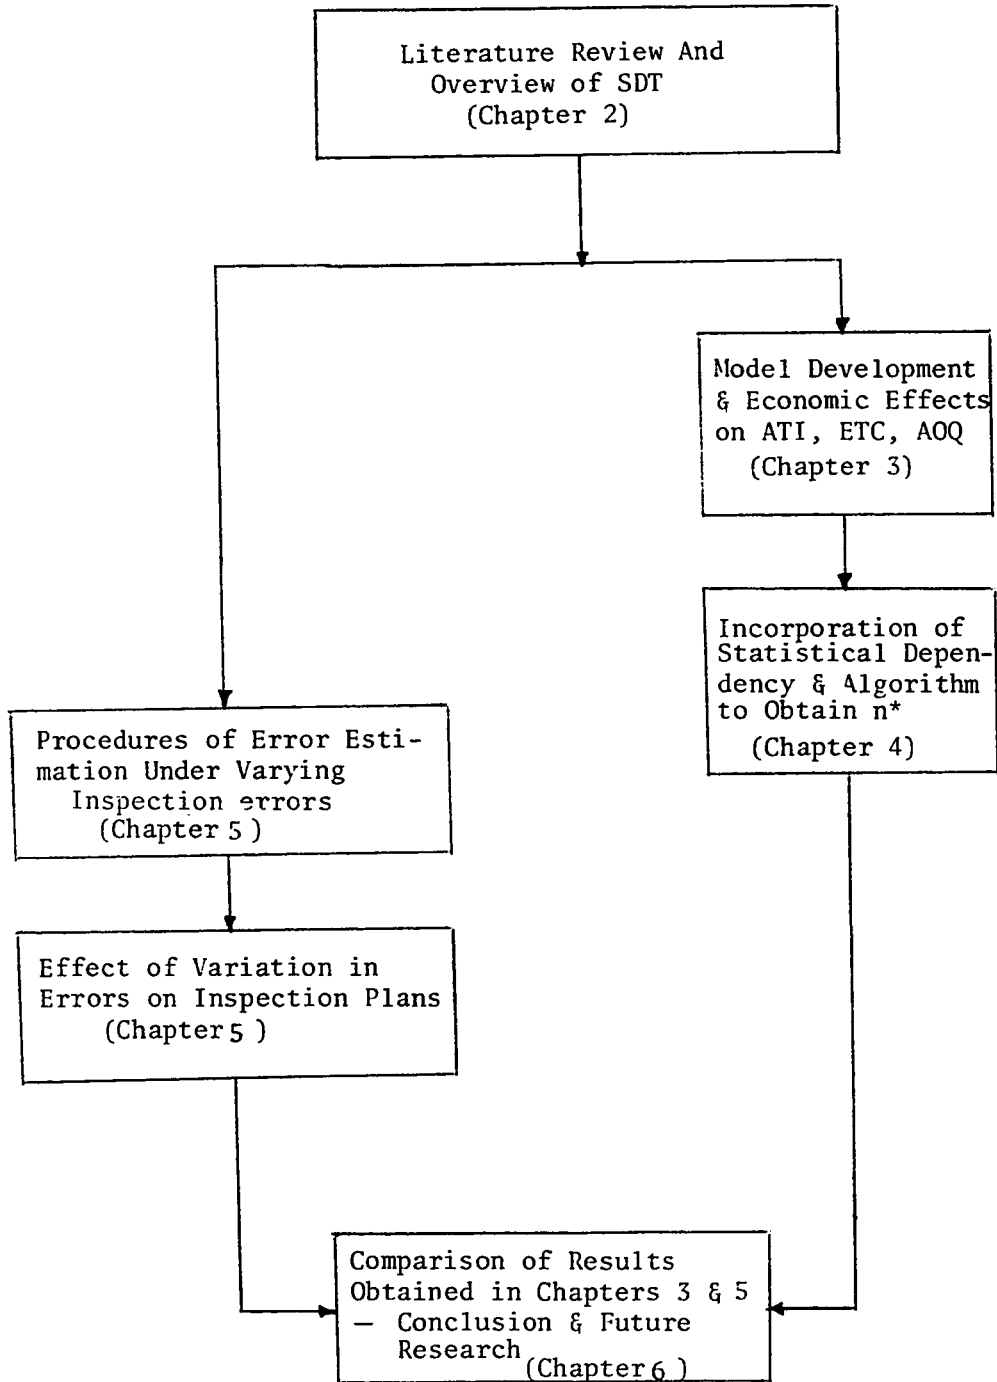 Literature Review And
Overview of SDT
(Chapter 2)
Model Development
& Economic Effects
on ATI, ETC, AOQ
(Chapter 3)
Incorporation of
Statistical Depen-
dency & Algorithm
to Obtain n*
(Chapter 4)
Procedures of Error Esti-
mation Under Varying
Inspection errors
(Chapter 5)
Effect of Variation in
Errors on Inspection Plans
(Chapter 5)
Comparison of Results
Obtained in Chapters 3 & 5
— Conclusion & Future
Research
(Chapter 6)